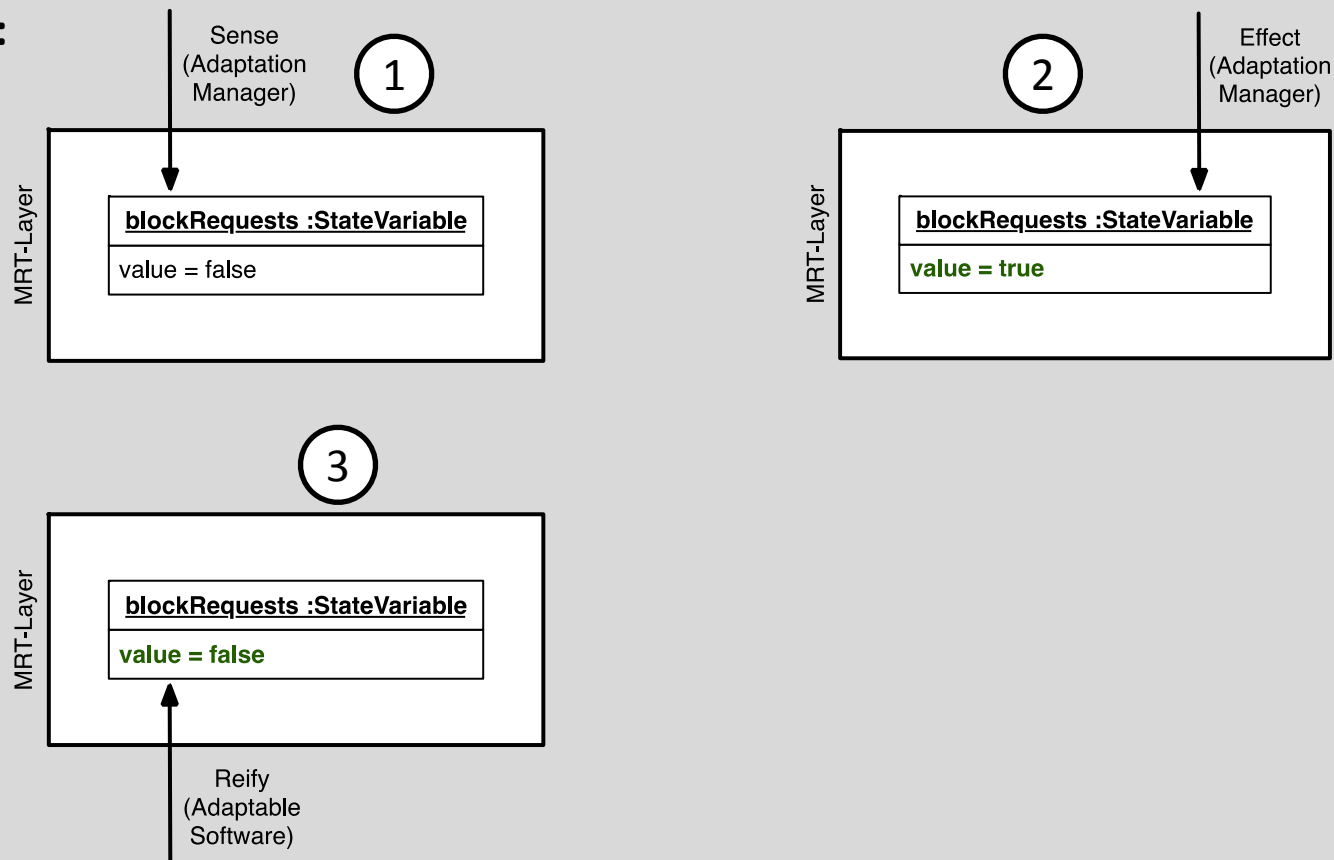 :
Sense
(Adaptation
Manager)
1
MRT-Layer
blockRequests :StateVariable
value = false
Effect
(Adaptation
Manager)
2
MRT-Layer
blockRequests :StateVariable
value = true
3
MRT-Layer
blockRequests :StateVariable
value = false
Reify
(Adaptable
Software)